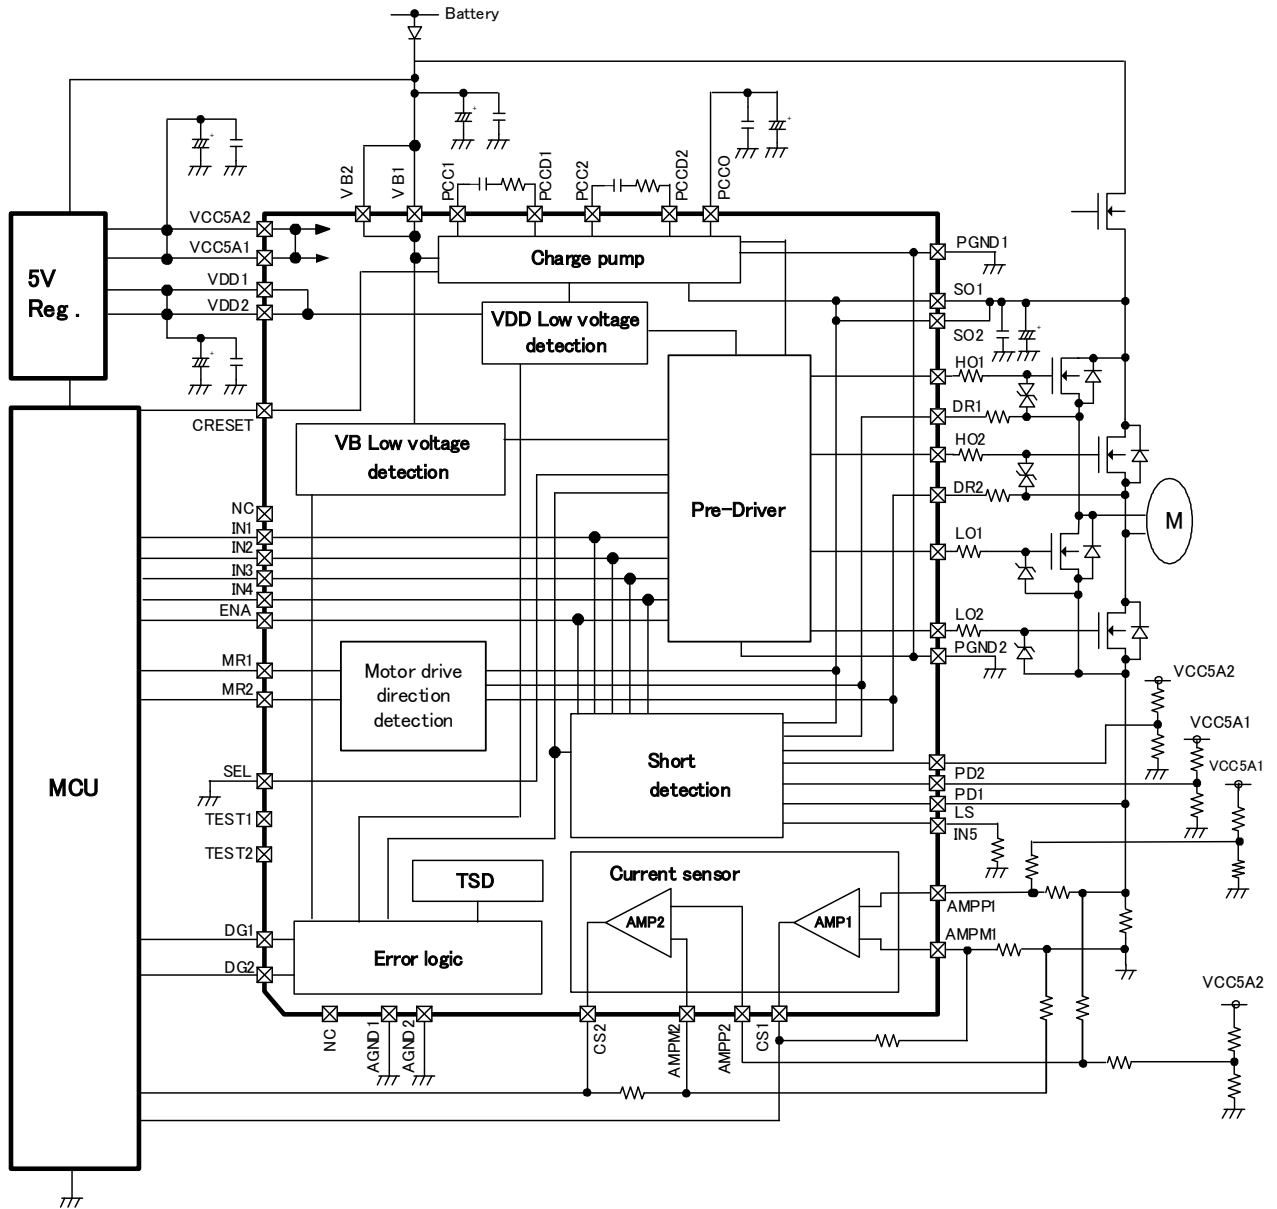 Battery
VB2
VB1
PCC1
PCCD1
PCC2
PCCD2
PCCO
VCC5A2
VCC5A1
VDD1
VDD2
5V
Reg .
CRESET
Charge pump
VDD Low voltage
detection
VB Low voltage
detection
Pre-Driver
PGND1
SO1
SO2
HO1
DR1
HO2
DR2
LO1
LO2
PGND2
M
NC
IN1
IN2
IN3
IN4
ENA
MR1
MR2
Motor drive
direction
detection
MCU
SEL
TEST1
TEST2
Short
detection
VCC5A2
VCC5A1
VCC5A1
PD2
PD1
LS
IN5
TSD
Current sensor
AMP2
AMP1
AMPP1
AMPM1
DG1
DG2
Error logic
VCC5A2
NC
AGND1
AGND2
CS2
AMPM2
AMPP2
CS1
+
+
+
+
+